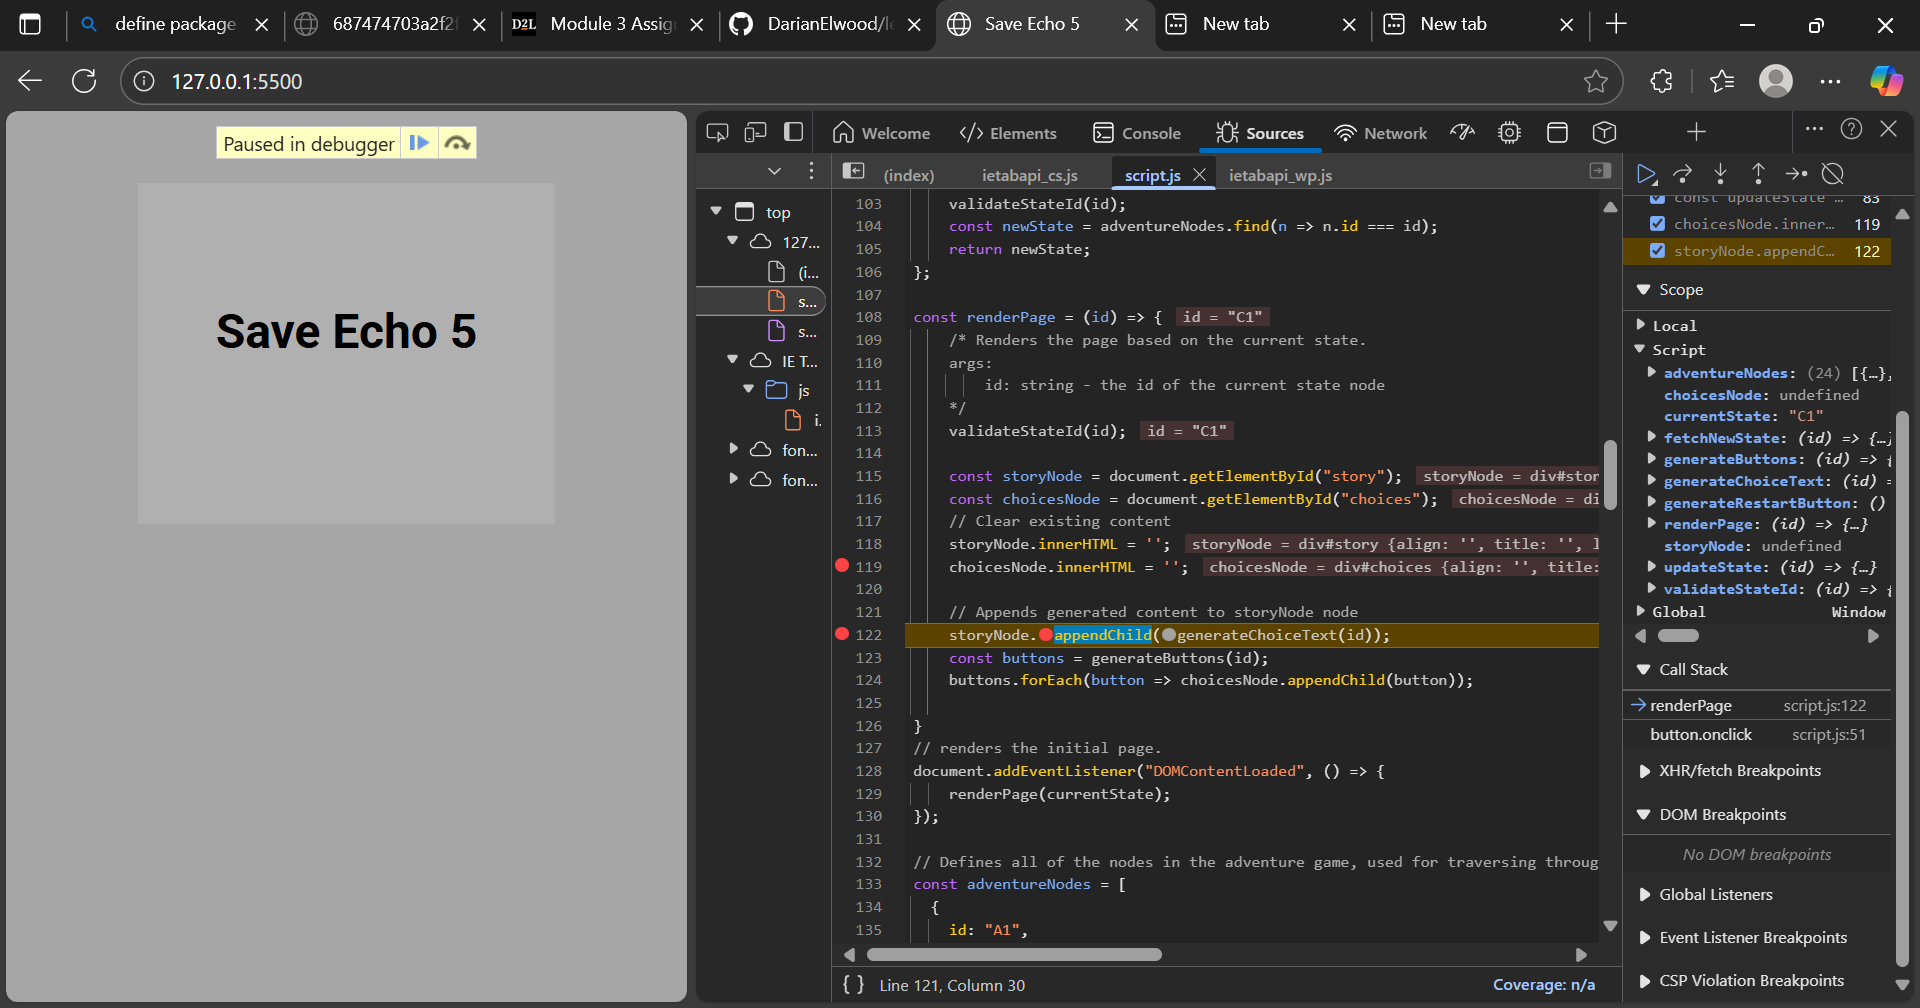 define package
687474703a2f2f
D2L
Module 3 Assig
DarianElwood/l
Save Echo 5
New tab
New tab
127.0.0.1:5500
Paused in debugger
Save Echo 5
Welcome
Elements
Console
Sources
Network
(index)
ietabapi_cs.js
script.js
ietabapi_wp.js
top
127...
(i...
s...
s...
IE T...
js
i.
fon...
fon...
103 validateStateId(id);
104 const newState = adventureNodes.find(n => n.id === id);
105 return newState;
106 };
107
108 const renderPage = (id) => { id = "C1"
109 /* Renders the page based on the current state.
110 args:
111 id: string - the id of the current state node
112 */
113 validateStateId(id); id = "C1"
114
115 const storyNode = document.getElementById("story"); storyNode = div#stor
116 const choicesNode = document.getElementById("choices"); choicesNode = di
117 // Clear existing content
118 storyNode.innerHTML = ''; storyNode = div#story {align: '', title: '', l
119 choicesNode.innerHTML = ''; choicesNode = div#choices {align: '', title:
120
121 // Appends generated content to storyNode node
122 storyNode.appendChild(generateChoiceText(id));
123 const buttons = generateButtons(id);
124 buttons.forEach(button => choicesNode.appendChild(button));
125
126 }
127 // renders the initial page.
128 document.addEventListener("DOMContentLoaded", () => {
129 renderPage(currentState);
130 });
131
132 // Defines all of the nodes in the adventure game, used for traversing throug
133 const adventureNodes = [
134 {
135 id: "A1",
{ } Line 121, Column 30
Coverage: n/a
const updateState … 83
choicesNode.inner… 119
storyNode.appendC… 122
Scope
Local
Script
adventureNodes: (24) [{…},
choicesNode: undefined
currentState: "C1"
fetchNewState: (id) => {…}
generateButtons: (id) => {
generateChoiceText: (id) =
generateRestartButton: ()
renderPage: (id) => {…}
storyNode: undefined
updateState: (id) => {…}
validateStateId: (id) => {
Global Window
Call Stack
renderPage script.js:122
button.onclick script.js:51
XHR/fetch Breakpoints
DOM Breakpoints
No DOM breakpoints
Global Listeners
Event Listener Breakpoints
CSP Violation Breakpoints